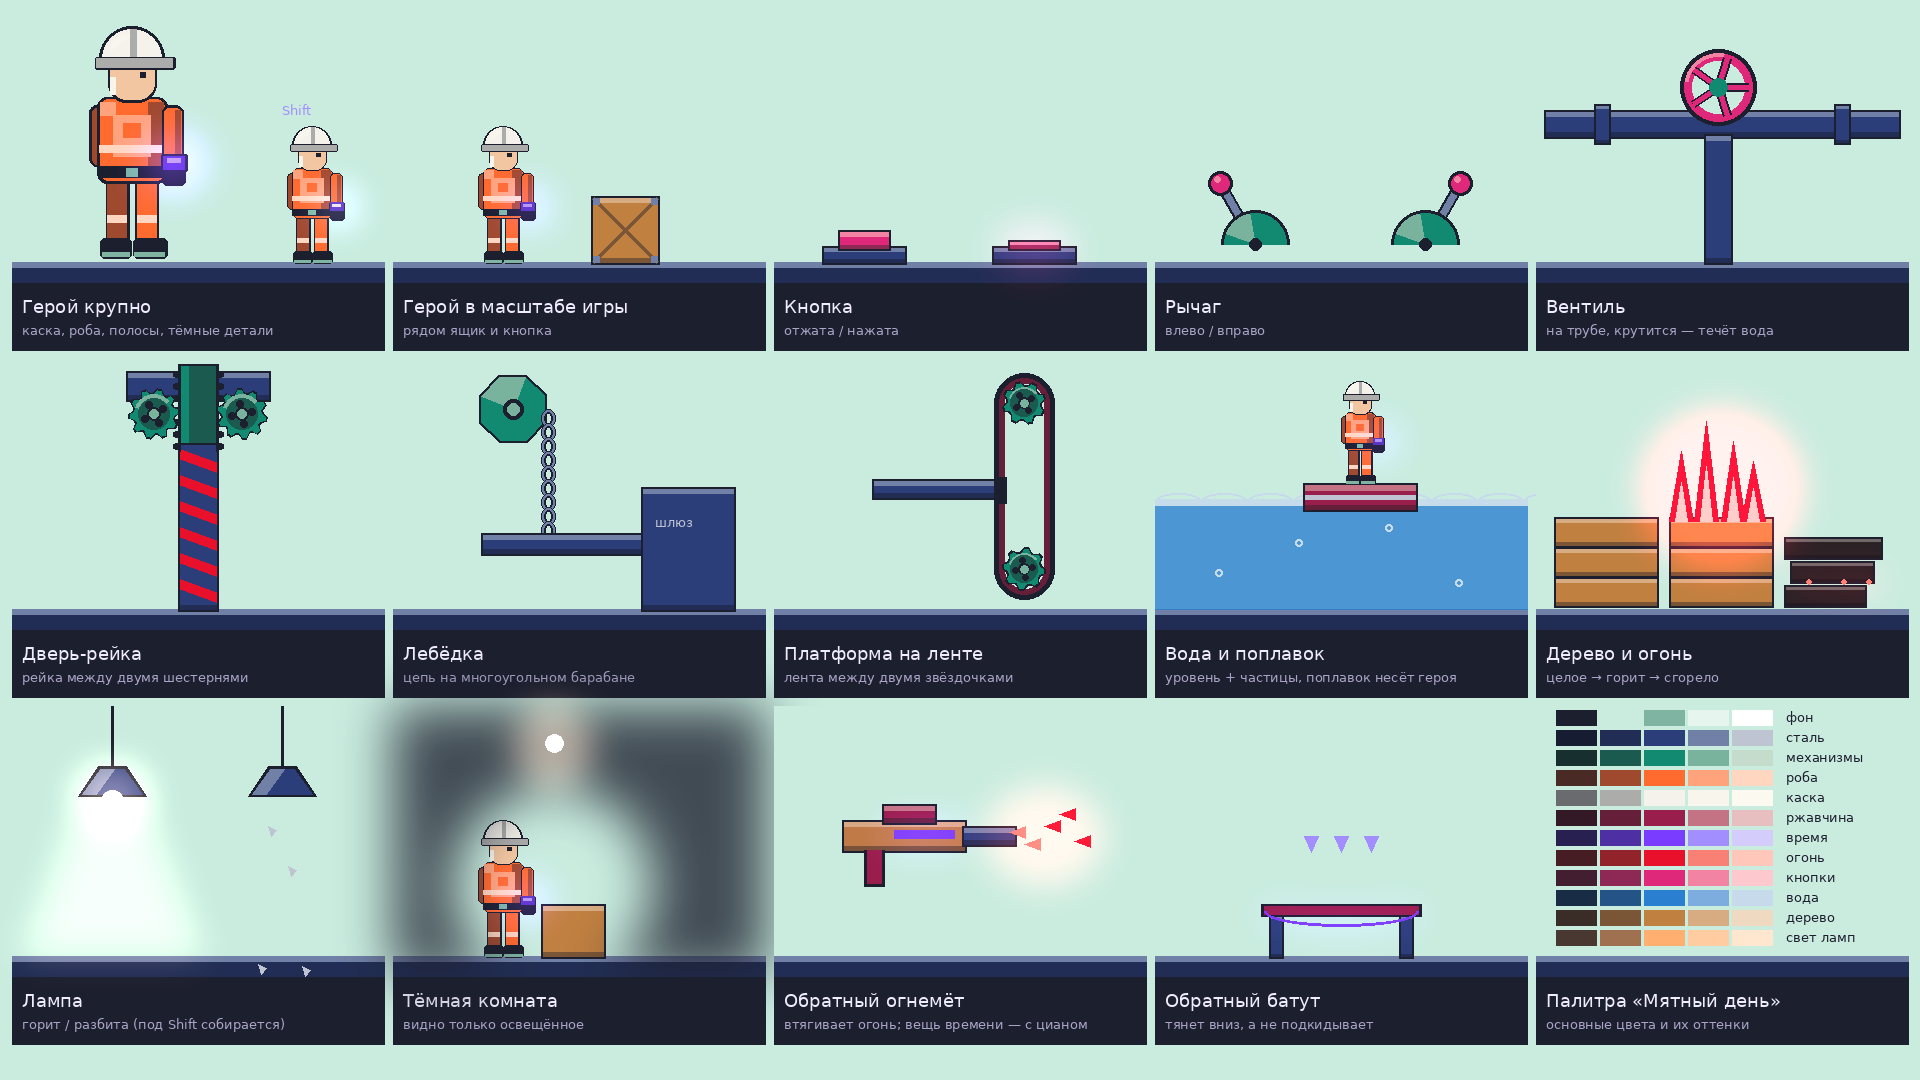 Shift
Герой крупно
каска, роба, полосы, тёмные детали
Герой в масштабе игры
рядом ящик и кнопка
Кнопка
отжата / нажата
Рычаг
влево / вправо
Вентиль
на трубе, крутится — течёт вода
шлюз
Дверь-рейка
рейка между двумя шестернями
Лебёдка
цепь на многоугольном барабане
Платформа на ленте
лента между двумя звёздочками
Вода и поплавок
уровень + частицы, поплавок несёт героя
Дерево и огонь
целое → горит → сгорело
фон
сталь
механизмы
роба
каска
ржавчина
время
огонь
кнопки
вода
дерево
свет ламп
Лампа
горит / разбита (под Shift собирается)
Тёмная комната
видно только освещённое
Обратный огнемёт
втягивает огонь; вещь времени — с цианом
Обратный батут
тянет вниз, а не подкидывает
Палитра «Мятный день»
основные цвета и их оттенки